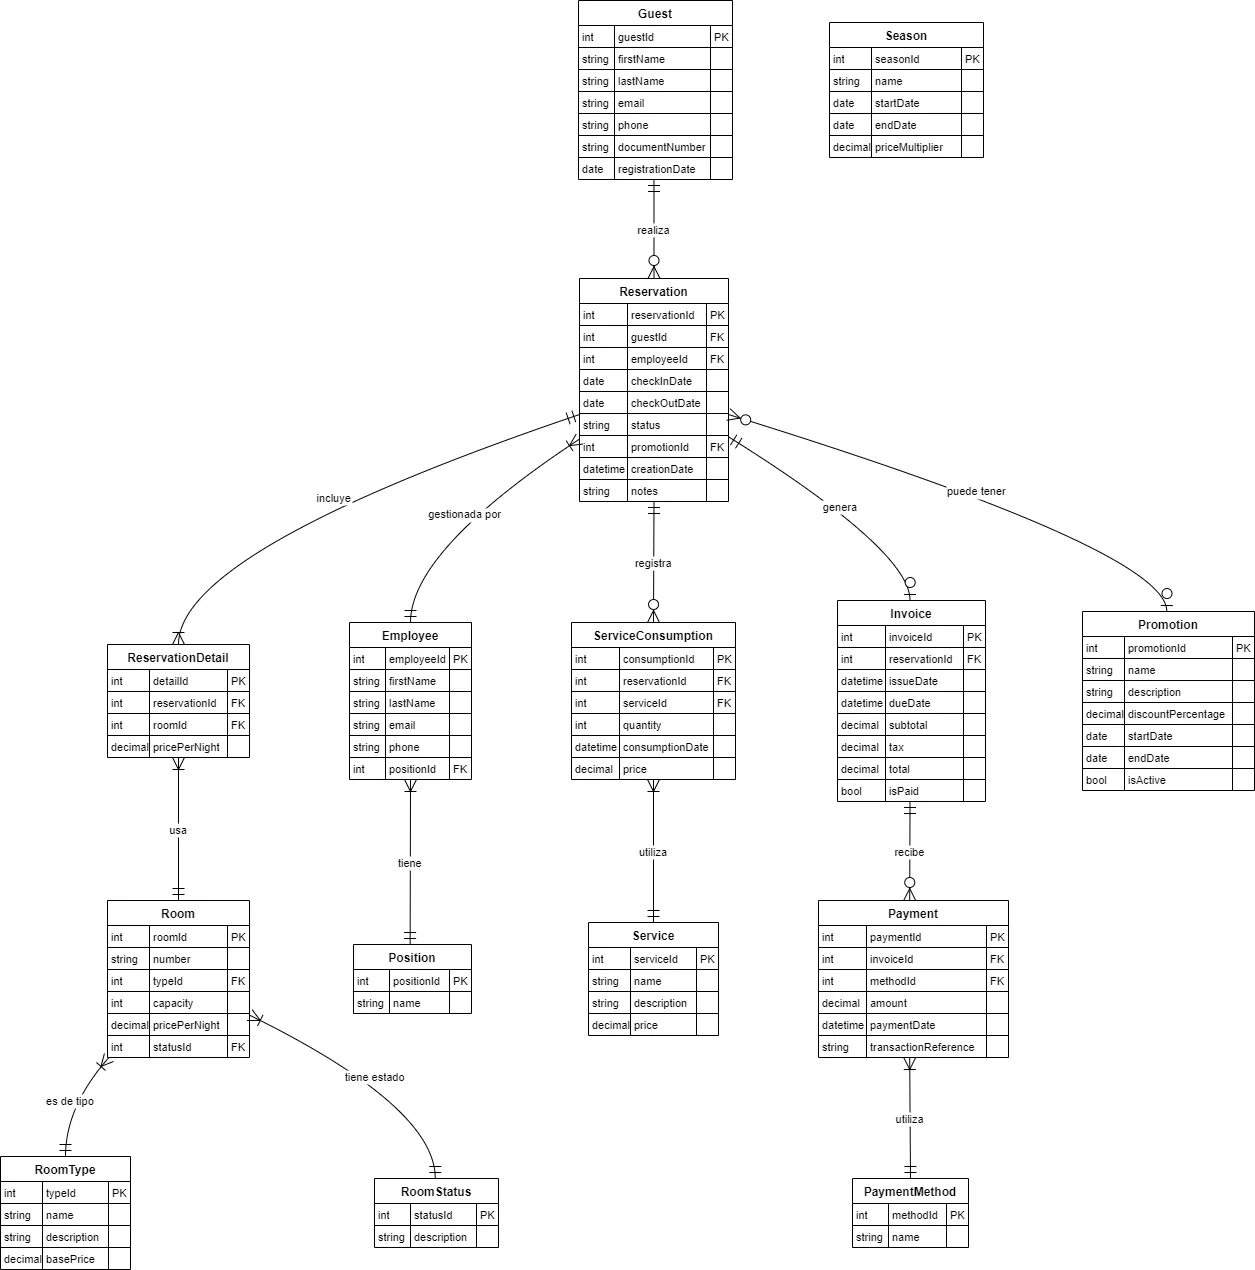 Guest
int guestId PK
string firstName
string lastName
string email
string phone
string documentNumber
date registrationDate
Season
int seasonId PK
string name
date startDate
date endDate
decimal priceMultiplier
realiza
Reservation
int reservationId PK
int guestId FK
int employeeId FK
date checkInDate
date checkOutDate
string status
int promotionId FK
datetime creationDate
string notes
incluye
gestionada por
registra
genera
puede tener
ReservationDetail
int detailId PK
int reservationId FK
int roomId FK
decimal pricePerNight
Employee
int employeeId PK
string firstName
string lastName
string email
string phone
int positionId FK
ServiceConsumption
int consumptionId PK
int reservationId FK
int serviceId FK
int quantity
datetime consumptionDate
decimal price
Invoice
int invoiceId PK
int reservationId FK
datetime issueDate
datetime dueDate
decimal subtotal
decimal tax
decimal total
bool isPaid
Promotion
int promotionId PK
string name
string description
decimal discountPercentage
date startDate
date endDate
bool isActive
usa
tiene
utiliza
recibe
Room
int roomId PK
string number
int typeId FK
int capacity
decimal pricePerNight
int statusId FK
Position
int positionId PK
string name
Service
int serviceId PK
string name
string description
decimal price
Payment
int paymentId PK
int invoiceId FK
int methodId FK
decimal amount
datetime paymentDate
string transactionReference
es de tipo
tiene estado
utiliza
RoomType
int typeId PK
string name
string description
decimal basePrice
RoomStatus
int statusId PK
string description
PaymentMethod
int methodId PK
string name